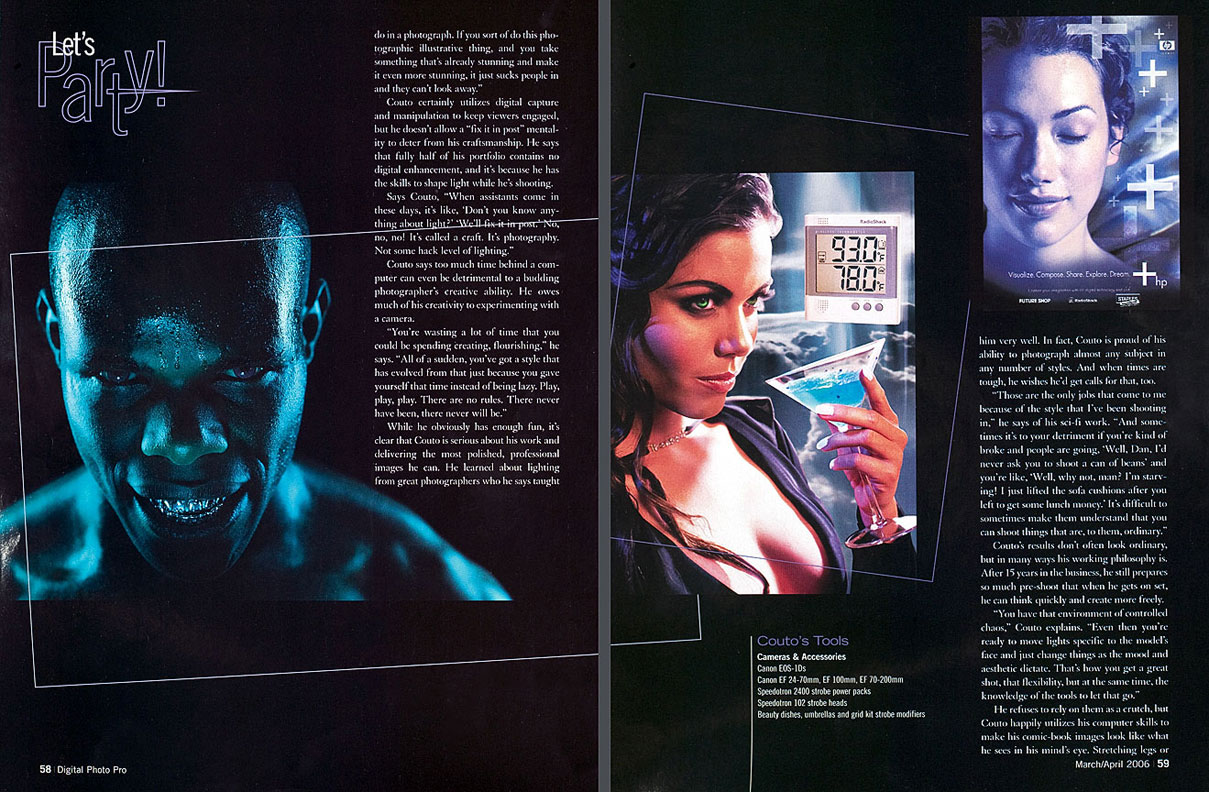 Let's
Party!
do in a photograph. If you sort of do this pho-
tographic illustrative thing, and you take
something that's already stunning and make
it even more stunning, it just sucks people in
and they can't look away."
Couto certainly utilizes digital capture
and manipulation to keep viewers engaged,
but he doesn't allow a "fix it in post" mental-
ity to deter from his craftsmanship. He says
that fully half of his portfolio contains no
digital enhancement, and it's because he has
the skills to shape light while he's shooting.
Says Couto, "When assistants come in
these days, it's like, 'Don't you know any-
thing about light?' 'We'll fix it in post.' No,
no, no! It's called a craft. It's photography.
Not some hack level of lighting."
Couto says too much time behind a com-
puter can even be detrimental to a budding
photographer's creative ability. He owes
much of his creativity to experimenting with
a camera.
"You're wasting a lot of time that you
could be spending creating, flourishing," he
says. "All of a sudden, you've got a style that
has evolved from that just because you gave
yourself that time instead of being lazy. Play,
play, play. There are no rules. There never
have been, there never will be."
While he obviously has enough fun, it's
clear that Couto is serious about his work and
delivering the most polished, professional
images he can. He learned about lighting
from great photographers who he says taught
58 | Digital Photo Pro
RadioShack
93.0°F
78.0°F
hp
Visualize. Compose. Share. Explore. Dream.
hp
FUTURE SHOP
RadioShack
STAPLES
him very well. In fact, Couto is proud of his
ability to photograph almost any subject in
any number of styles. And when times are
tough, he wishes he'd get calls for that, too.
"Those are the only jobs that come to me
because of the style that I've been shooting
in," he says of his sci-fi work. "And some-
times it's to your detriment if you're kind of
broke and people are going, 'Well, Dan, I'd
never ask you to shoot a can of beans' and
you're like, 'Well, why not, man? I'm starv-
ing! I just lifted the sofa cushions after you
left to get some lunch money.' It's difficult to
sometimes make them understand that you
can shoot things that are, to them, ordinary."
Couto's results don't often look ordinary,
but in many ways his working philosophy is.
After 15 years in the business, he still prepares
so much pre-shoot that when he gets on set,
he can think quickly and create more freely.
"You have that environment of controlled
chaos," Couto explains. "Even then you're
ready to move lights specific to the model's
face and just change things as the mood and
aesthetic dictate. That's how you get a great
shot, that flexibility, but at the same time, the
knowledge of the tools to let that go."
He refuses to rely on them as a crutch, but
Couto happily utilizes his computer skills to
make his comic-book images look like what
he sees in his mind's eye. Stretching legs or
Couto's Tools
Cameras & Accessories
Canon EOS-1Ds
Canon EF 24-70mm, EF 100mm, EF 70-200mm
Speedotron 2400 strobe power packs
Speedotron 102 strobe heads
Beauty dishes, umbrellas and grid kit strobe modifiers
March/April 2006 | 59